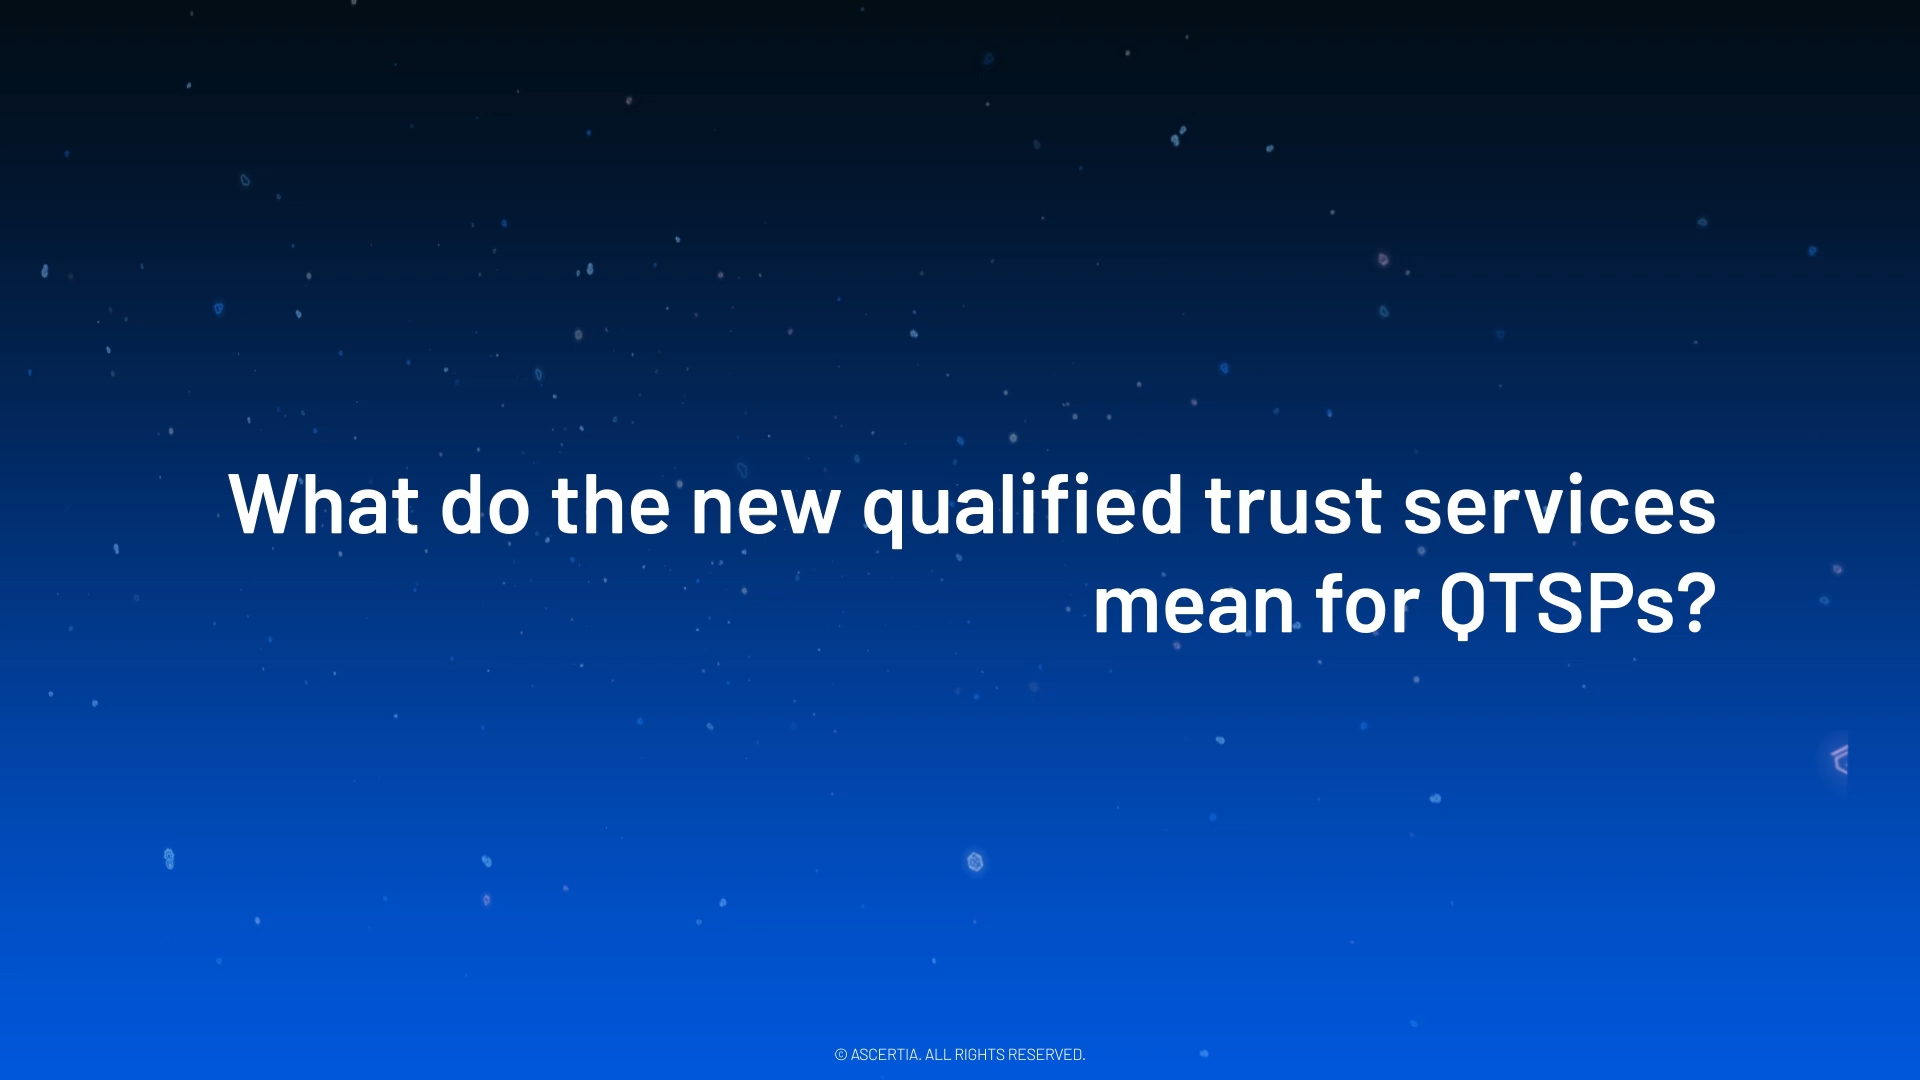 What do the new qualified trust services
mean for QTSPs?
© ASCERTIA. ALL RIGHTS RESERVED.